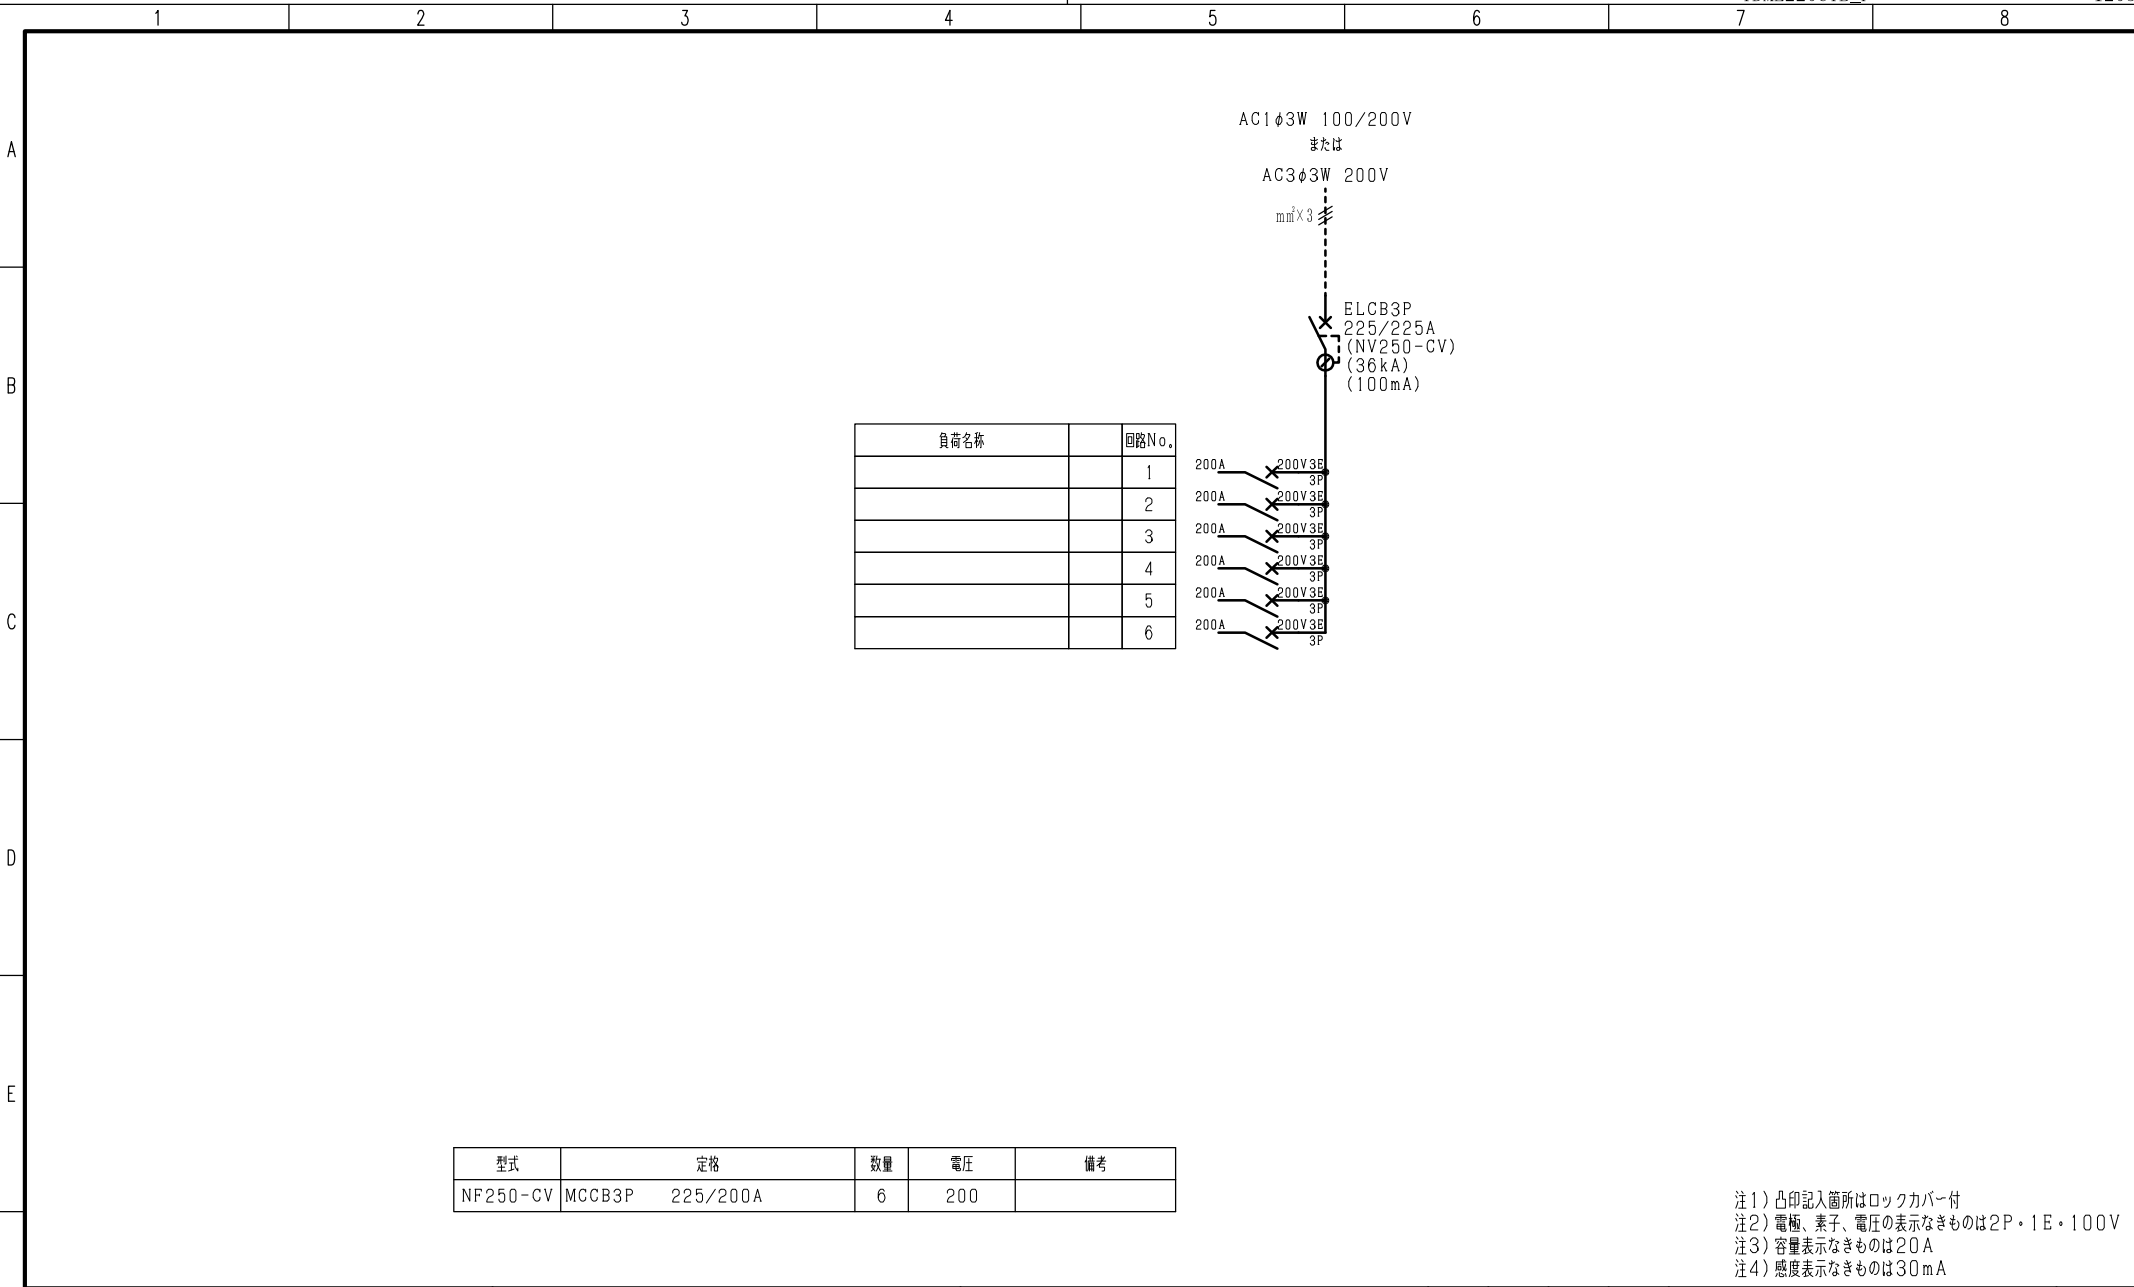 1 2 3 4 5 6 7 8
A
B
C
D
E
AC1φ3W 100/200V
または
AC3φ3W 200V
mm²×3
ELCB3P
225/225A
(NV250-CV)
(36kA)
(100mA)
負荷名称 回路No.
1 200A 200V3E
3P
2 200A 200V3E
3P
3 200A 200V3E
3P
4 200A 200V3E
3P
5 200A 200V3E
3P
6 200A 200V3E
3P
型式 定格 数量 電圧 備考
NF250-CV MCCB3P 225/200A 6 200
注1)凸印記入箇所はロックカバー付
注2)電極、素子、電圧の表示なきものは2P・1E・100V
注3)容量表示なきものは20A
注4)感度表示なきものは30mA